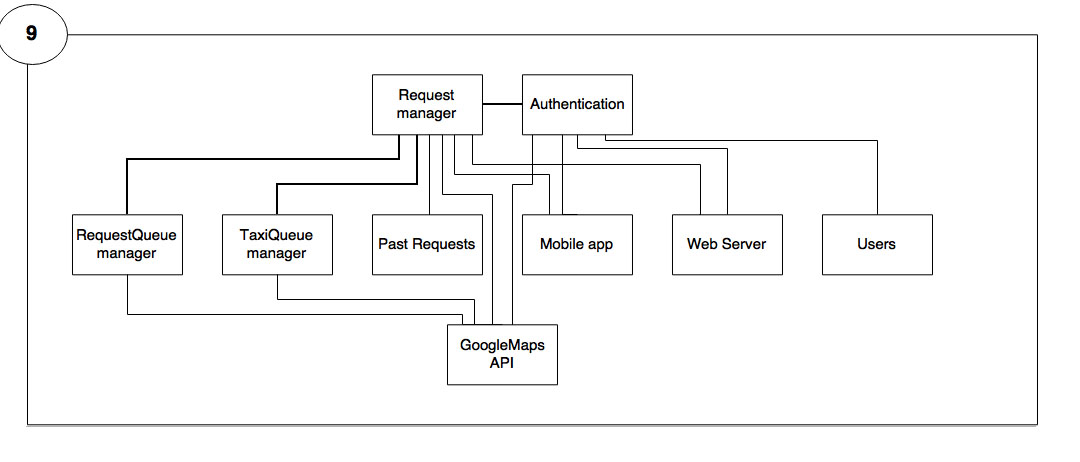 9
Request
manager
Authentication
RequestQueue
manager
TaxiQueue
manager
Past Requests
Mobile app
Web Server
Users
GoogleMaps
API